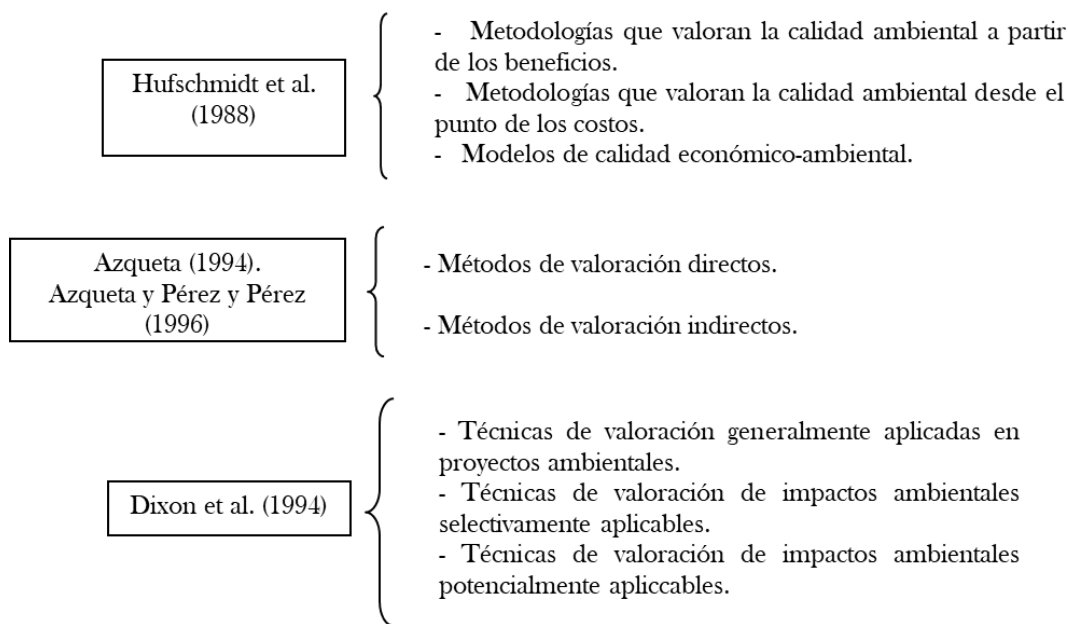 Hufschmidt et al.
(1988)
- Metodologías que valoran la calidad ambiental a partir
de los beneficios.
- Metodologías que valoran la calidad ambiental desde el
punto de los costos.
- Modelos de calidad económico-ambiental.
Azqueta (1994).
Azqueta y Pérez y Pérez
(1996)
- Métodos de valoración directos.
- Métodos de valoración indirectos.
Dixon et al. (1994)
- Técnicas de valoración generalmente aplicadas en
proyectos ambientales.
- Técnicas de valoración de impactos ambientales
selectivamente aplicables.
- Técnicas de valoración de impactos ambientales
potencialmente apliccables.